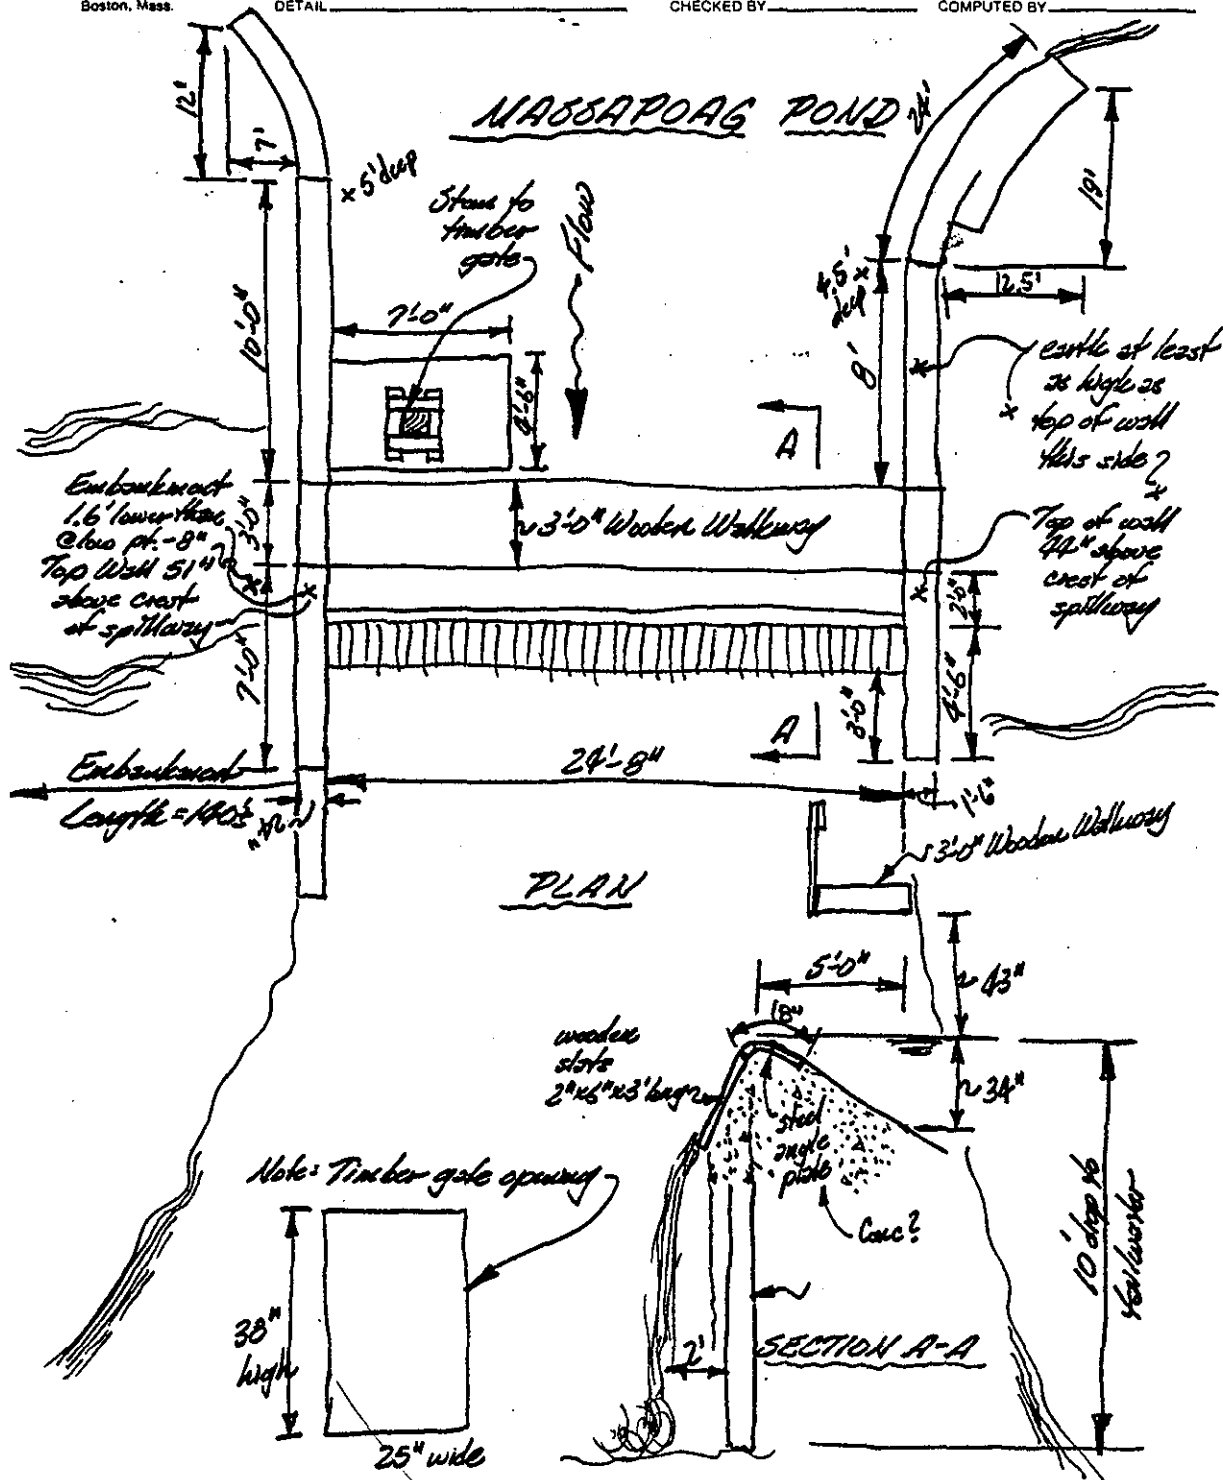 Boston, Mass.
DETAIL
CHECKED BY
COMPUTED BY
MASSAPOAG POND
12'
7'
x 5' deep
24'
19'
12.5'
Stem to
timber
gate
Flow
4.5' x
deep
8'
10'-0"
7'-0"
4'-6"
A
earth at least
as high as
top of wall
this side?
Embankment
1.6' lower than
@ low pt. - 8"
Top Wall 51"
above crest
of spillway
3'-0"
~3'-0" Wooden Walkway
Top of wall
44" above
crest of
spillway
2'-0"
7'-0"
4'-6"
3'-0"
A
Embankment
Length = 140'±
24'-8"
1'-6"
~3'-0" Wooden Walkway
PLAN
5'-0"
~43"
18"
wooden
slats
2"x6"x3' long
~34"
steel
angle
plate
Conc?
10' drop to
tailwater
Note: Timber gate opening
38"
high
25" wide
2'
SECTION A-A